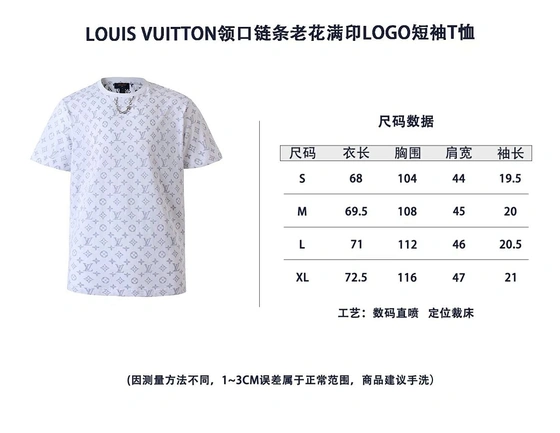 LOUIS VUITTON领口链条老花满印LOGO短袖T恤
尺码数据
尺码 衣长 胸围 肩宽 袖长
S 68 104 44 19.5
M 69.5 108 45 20
L 71 112 46 20.5
XL 72.5 116 47 21
工艺：数码直喷 定位裁床
(因测量方法不同，1~3CM误差属于正常范围，商品建议手洗）